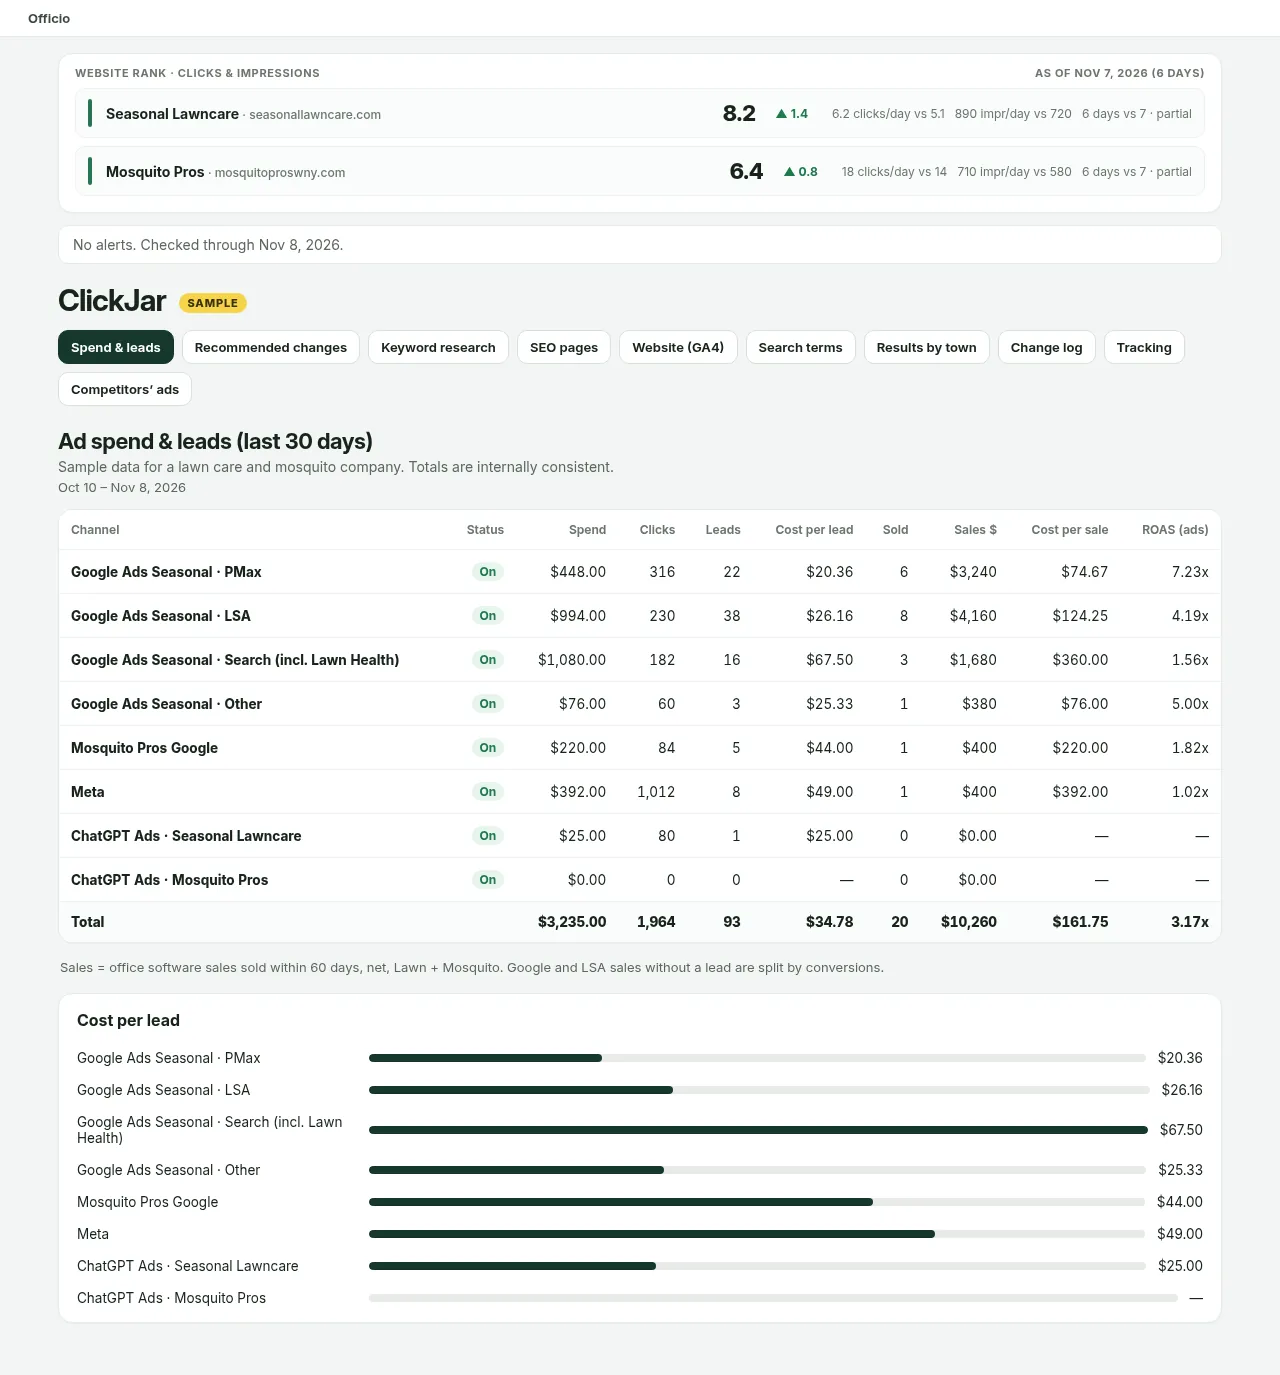 Officio
WEBSITE RANK · CLICKS & IMPRESSIONS AS OF NOV 7, 2026 (6 DAYS)
Seasonal Lawncare · seasonallawncare.com 8.2 ▲ 1.4 6.2 clicks/day vs 5.1 890 impr/day vs 720 6 days vs 7 · partial
Mosquito Pros · mosquitoproswny.com 6.4 ▲ 0.8 18 clicks/day vs 14 710 impr/day vs 580 6 days vs 7 · partial
No alerts. Checked through Nov 8, 2026.
ClickJar SAMPLE
Spend & leads Recommended changes Keyword research SEO pages Website (GA4) Search terms Results by town Change log Tracking
Competitors’ ads
Ad spend & leads (last 30 days)
Sample data for a lawn care and mosquito company. Totals are internally consistent.
Oct 10 – Nov 8, 2026
Channel Status Spend Clicks Leads Cost per lead Sold Sales $ Cost per sale ROAS (ads)
Google Ads Seasonal · PMax On $448.00 316 22 $20.36 6 $3,240 $74.67 7.23x
Google Ads Seasonal · LSA On $994.00 230 38 $26.16 8 $4,160 $124.25 4.19x
Google Ads Seasonal · Search (incl. Lawn Health) On $1,080.00 182 16 $67.50 3 $1,680 $360.00 1.56x
Google Ads Seasonal · Other On $76.00 60 3 $25.33 1 $380 $76.00 5.00x
Mosquito Pros Google On $220.00 84 5 $44.00 1 $400 $220.00 1.82x
Meta On $392.00 1,012 8 $49.00 1 $400 $392.00 1.02x
ChatGPT Ads · Seasonal Lawncare On $25.00 80 1 $25.00 0 $0.00 — —
ChatGPT Ads · Mosquito Pros On $0.00 0 0 — 0 $0.00 — —
Total $3,235.00 1,964 93 $34.78 20 $10,260 $161.75 3.17x
Sales = office software sales sold within 60 days, net, Lawn + Mosquito. Google and LSA sales without a lead are split by conversions.
Cost per lead
Google Ads Seasonal · PMax $20.36
Google Ads Seasonal · LSA $26.16
Google Ads Seasonal · Search (incl. Lawn
Health) $67.50
Google Ads Seasonal · Other $25.33
Mosquito Pros Google $44.00
Meta $49.00
ChatGPT Ads · Seasonal Lawncare $25.00
ChatGPT Ads · Mosquito Pros —